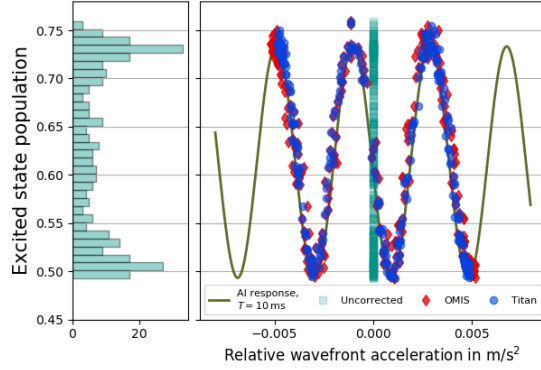 Excited state population
0.75
0.70
0.65
0.60
0.55
0.50
0.45
0 20
AI response,
T = 10 ms
Uncorrected
OMIS
Titan
−0.005 0.000 0.005
Relative wavefront acceleration in m/s²